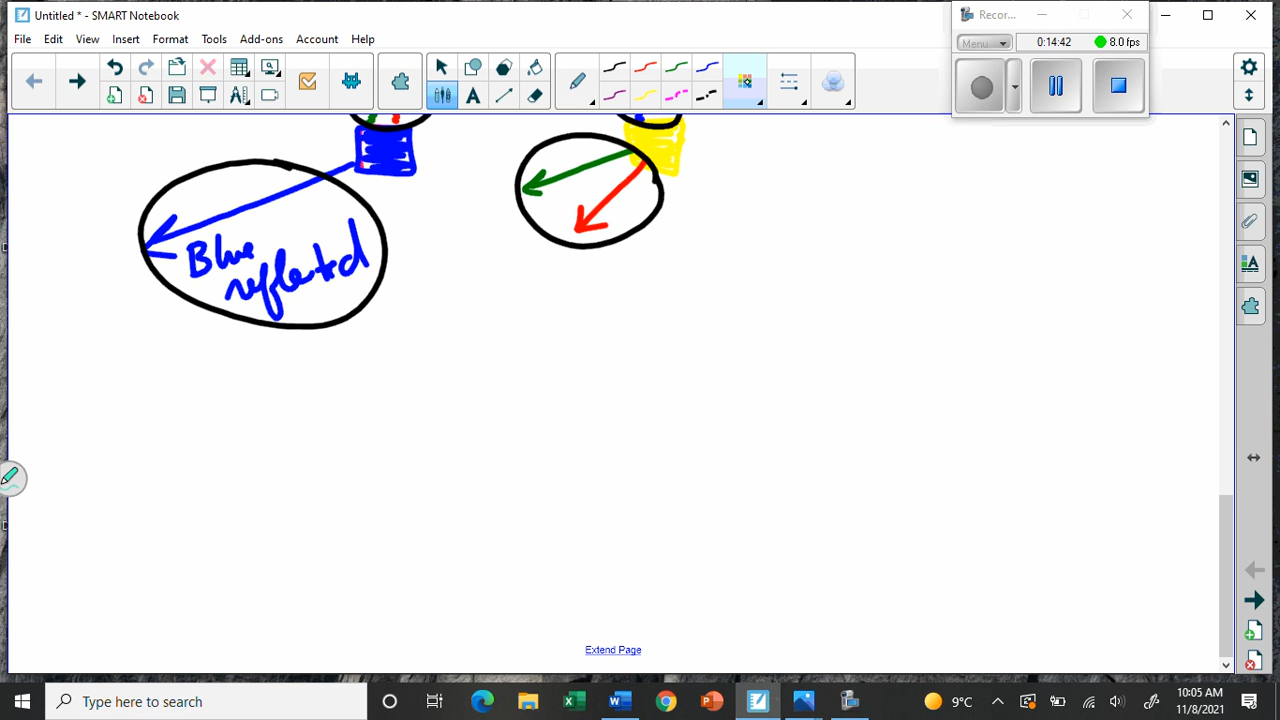 Untitled * - SMART Notebook
Recor...
File Edit View Insert Format Tools Add-ons Account Help
Menu
0:14:42
8.0 fps
Blue
reflected
Extend Page
Type here to search
9°C
10:05 AM
11/8/2021